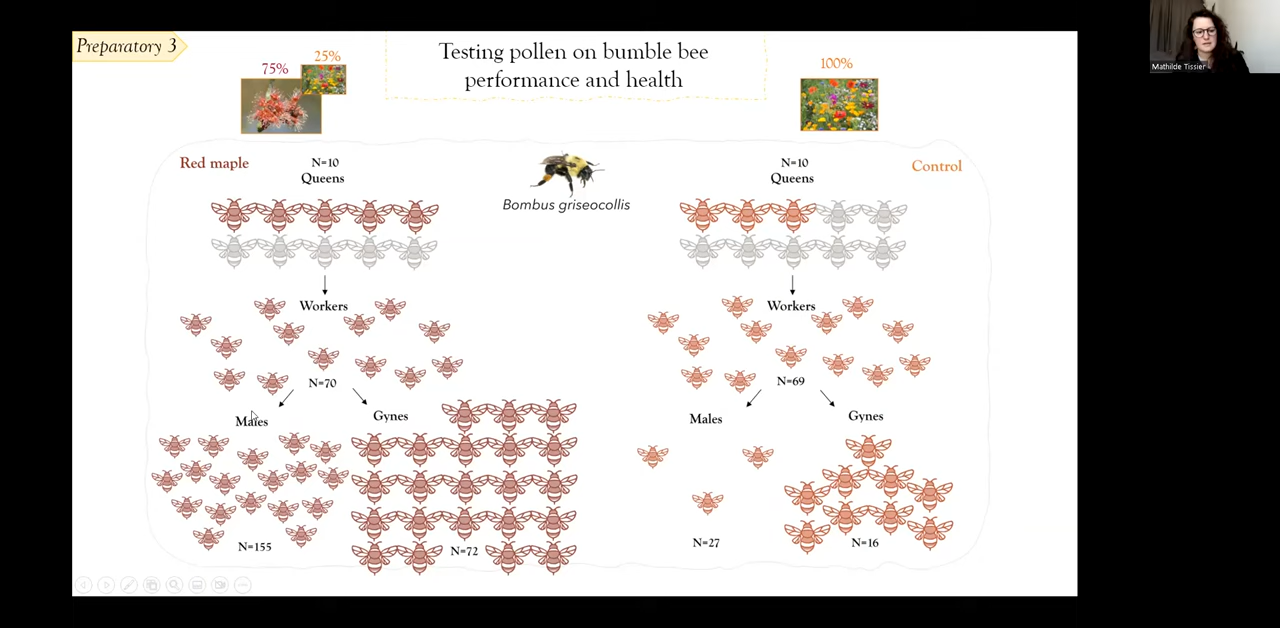 Preparatory 3
Testing pollen on bumble bee
performance and health
75%
25%
100%
Mathilde Tissier
Red maple
N=10
Queens
Bombus griseocollis
N=10
Queens
Control
Workers
N=70
Males
Gynes
N=155
N=72
Workers
N=69
Males
Gynes
N=27
N=16